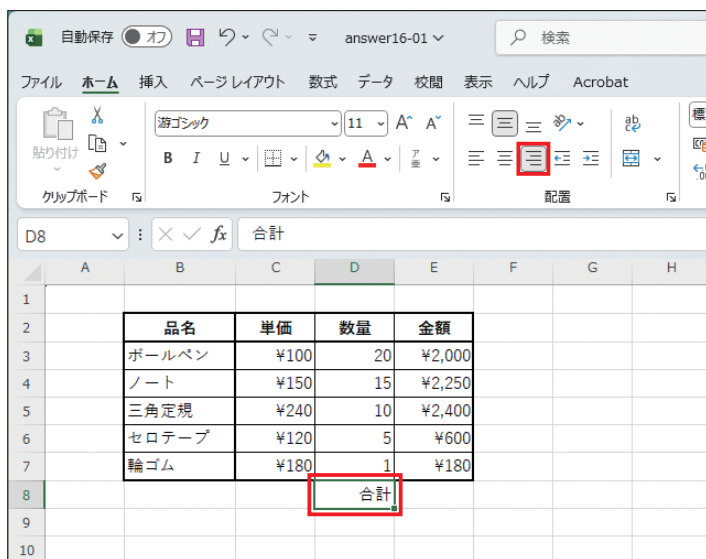 自動保存 オフ answer16-01 検索
ファイル ホーム 挿入 ページ レイアウト 数式 データ 校閲 表示 ヘルプ Acrobat
貼り付け
游ゴシック 11 A A ab
B I U A
クリップボード フォント 配置
D8 fx 合計
A B C D E F G H
1
2 品名 単価 数量 金額
3 ボールペン ¥100 20 ¥2,000
4 ノート ¥150 15 ¥2,250
5 三角定規 ¥240 10 ¥2,400
6 セロテープ ¥120 5 ¥600
7 輪ゴム ¥180 1 ¥180
8 合計
9
10